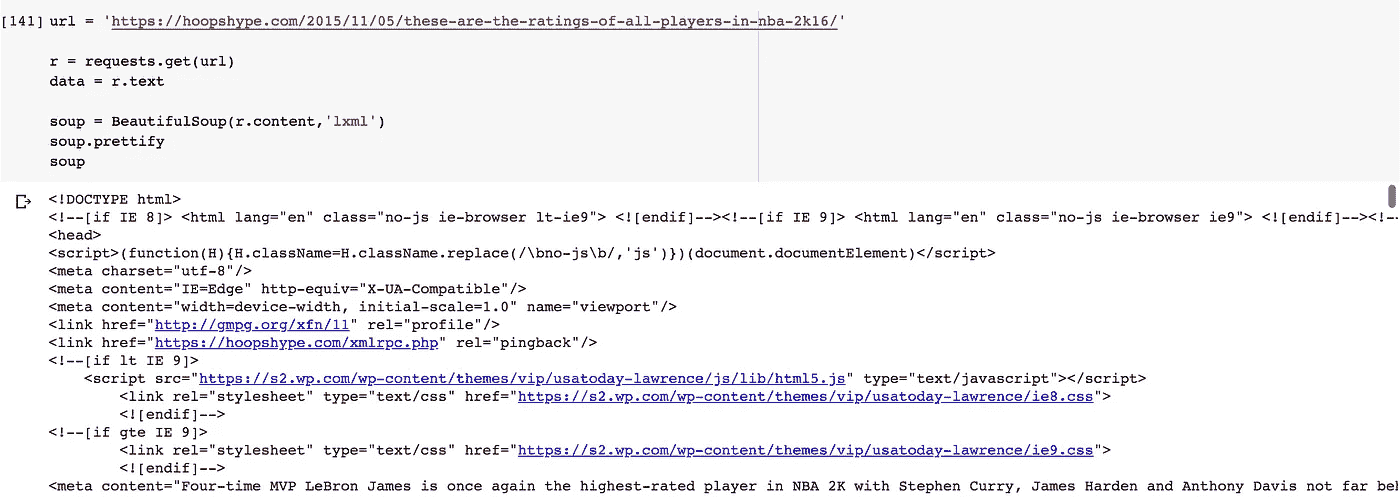 [141] url = 'https://hoopshype.com/2015/11/05/these-are-the-ratings-of-all-players-in-nba-2k16/'
r = requests.get(url)
data = r.text
soup = BeautifulSoup(r.content,'lxml')
soup.prettify
soup
<!DOCTYPE html>
<!--[if IE 8]> <html lang="en" class="no-js ie-browser lt-ie9"> <![endif]--><!--[if IE 9]> <html lang="en" class="no-js ie-browser ie9"> <![endif]--><!--
<head>
<script>(function(H){H.className=H.className.replace(/\bno-js\b/,'js')})(document.documentElement)</script>
<meta charset="utf-8"/>
<meta content="IE=Edge" http-equiv="X-UA-Compatible"/>
<meta content="width=device-width, initial-scale=1.0" name="viewport"/>
<link href="http://gmpg.org/xfn/11" rel="profile"/>
<link href="https://hoopshype.com/xmlrpc.php" rel="pingback"/>
<!--[if lt IE 9]>
<script src="https://s2.wp.com/wp-content/themes/vip/usatoday-lawrence/js/lib/html5.js" type="text/javascript"></script>
<link rel="stylesheet" type="text/css" href="https://s2.wp.com/wp-content/themes/vip/usatoday-lawrence/ie8.css">
<![endif]-->
<!--[if gte IE 9]>
<link rel="stylesheet" type="text/css" href="https://s2.wp.com/wp-content/themes/vip/usatoday-lawrence/ie9.css">
<![endif]-->
<meta content="Four-time MVP LeBron James is once again the highest-rated player in NBA 2K with Stephen Curry, James Harden and Anthony Davis not far be